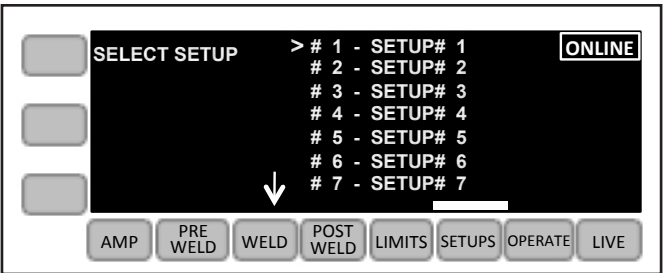 SELECT SETUP > # 1 - SETUP# 1 ONLINE
# 2 - SETUP# 2
# 3 - SETUP# 3
# 4 - SETUP# 4
# 5 - SETUP# 5
# 6 - SETUP# 6
# 7 - SETUP# 7
AMP PRE WELD WELD POST WELD LIMITS SETUPS OPERATE LIVE